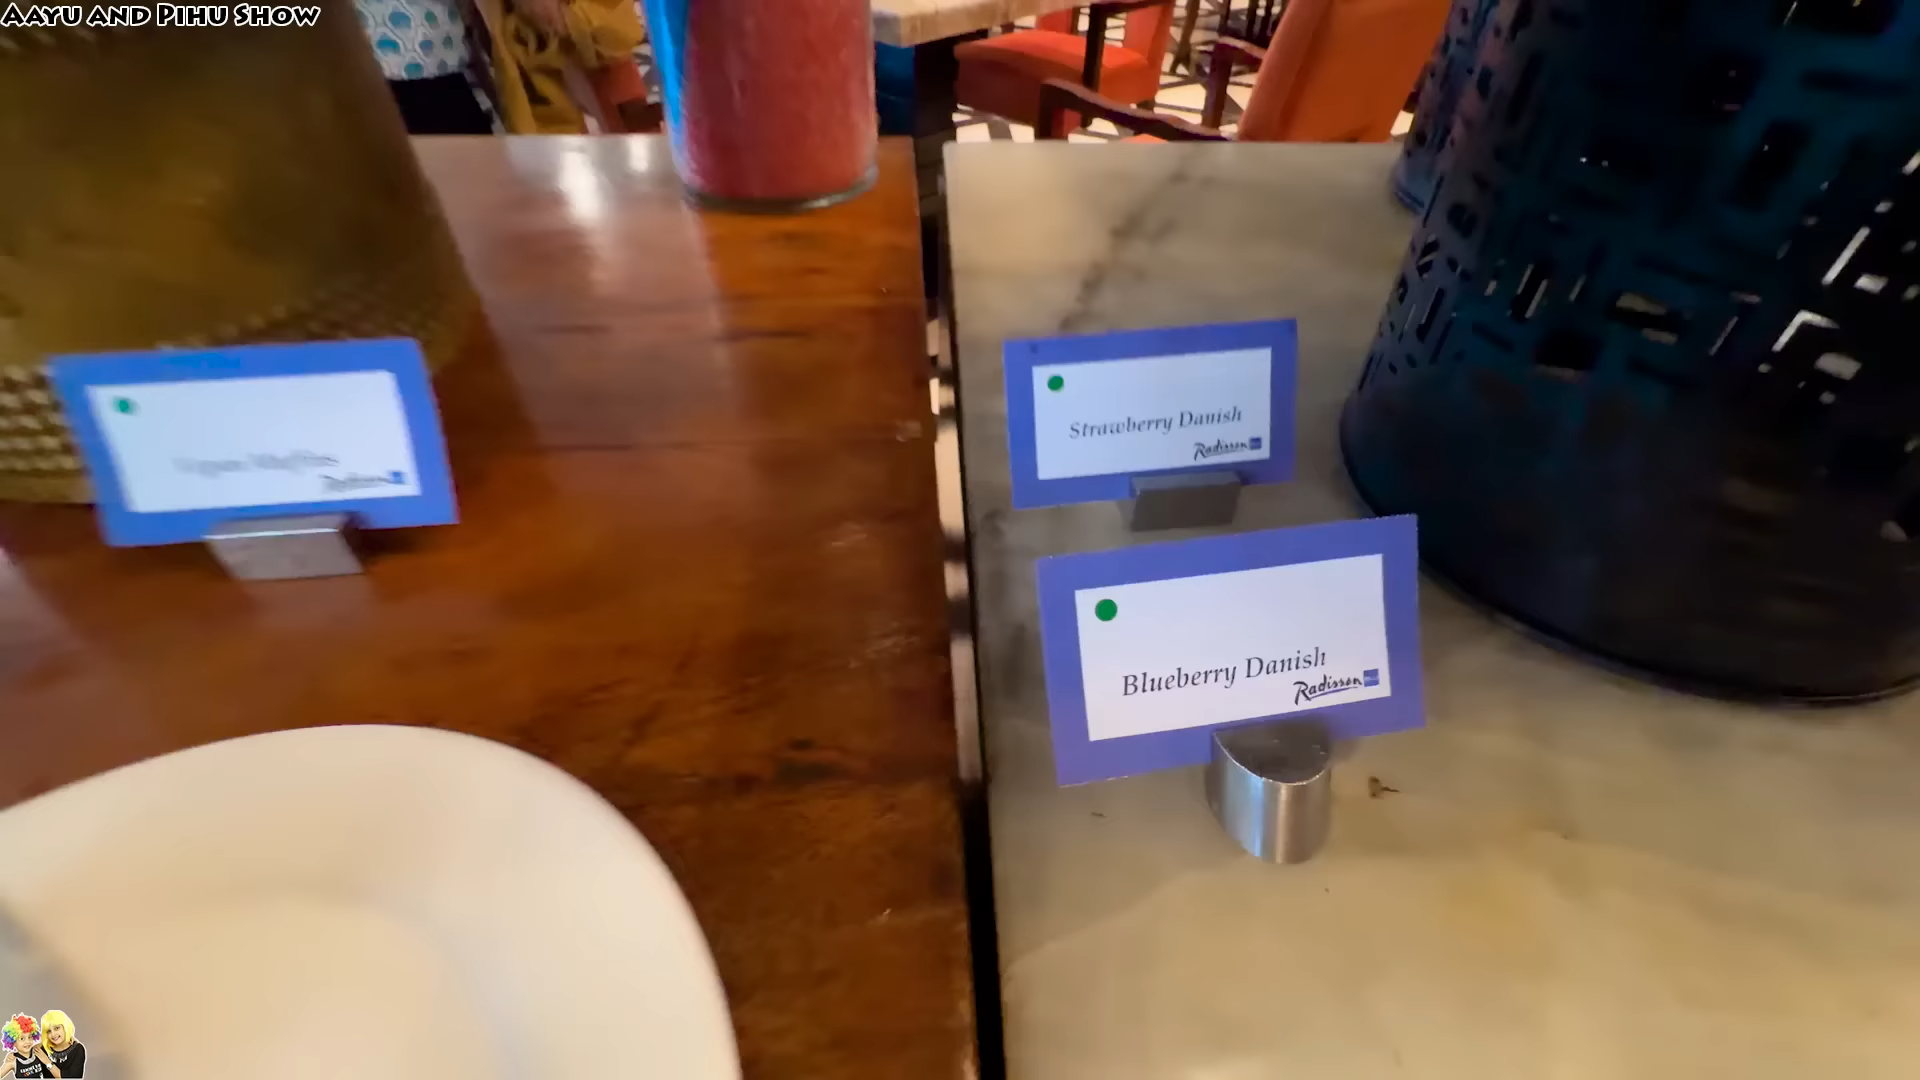 AAYU AND PIHU SHOW
Strawberry Danish
Radisson
Blueberry Danish
Radisson